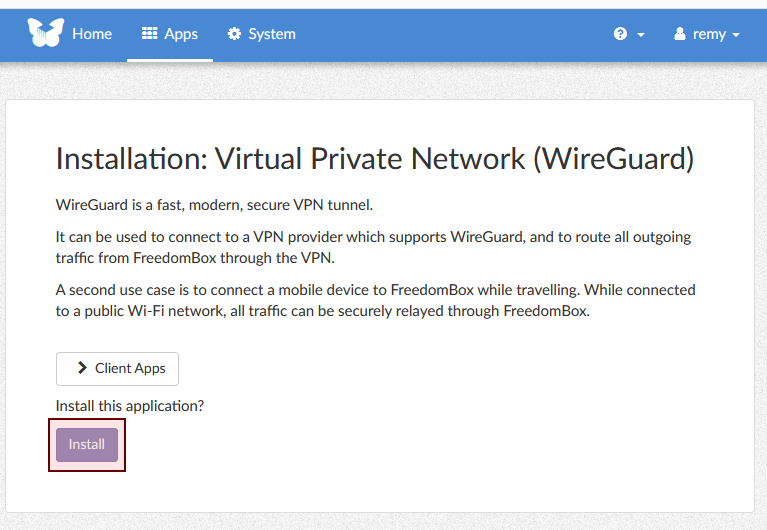 Home Apps System remy
Installation: Virtual Private Network (WireGuard)
WireGuard is a fast, modern, secure VPN tunnel.
It can be used to connect to a VPN provider which supports WireGuard, and to route all outgoing
traffic from FreedomBox through the VPN.
A second use case is to connect a mobile device to FreedomBox while travelling. While connected
to a public Wi-Fi network, all traffic can be securely relayed through FreedomBox.
Client Apps
Install this application?
Install